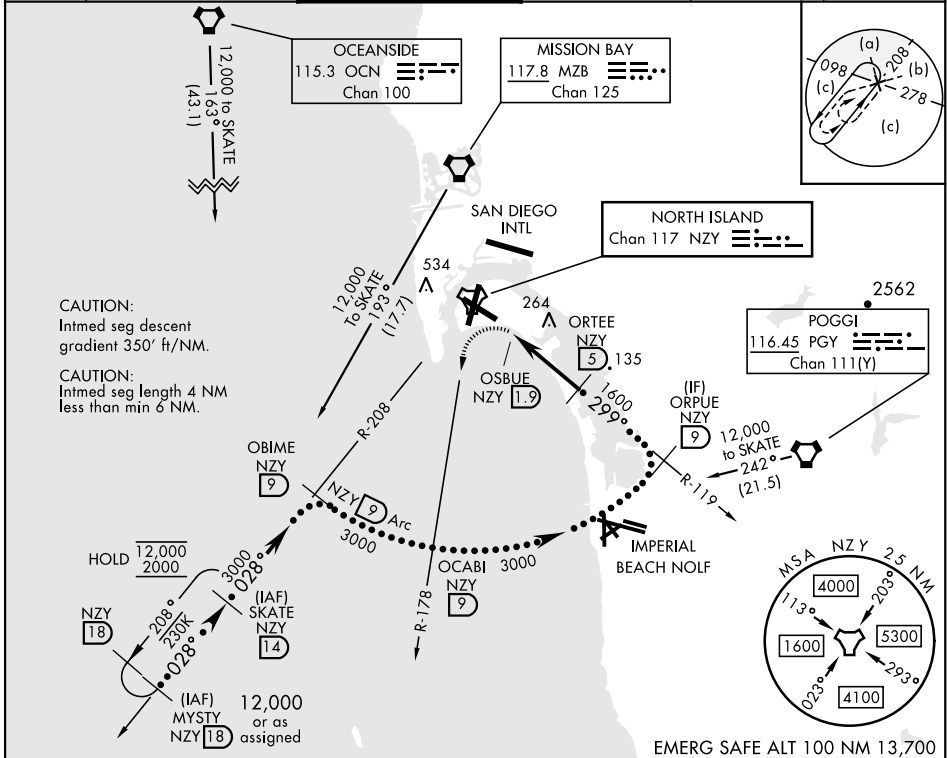 12,000 to SKATE
163°
(43.1)
OCEANSIDE
115.3 OCN
Chan 100
MISSION BAY
117.8 MZB
Chan 125
(a)
208
098
(b)
(c)
278
(c)
SAN DIEGO
INTL
NORTH ISLAND
Chan 117 NZY
534
264
2562
12,000
To SKATE
193°
(17.7)
CAUTION:
Intmed seg descent
gradient 350' ft/NM.
CAUTION:
Intmed seg length 4 NM
less than min 6 NM.
ORTEE
NZY
5
135
POGGI
116.45 PGY
Chan 111(Y)
OSBUE
NZY 1.9
1600
299°
(IF)
ORPUE
NZY
9
12,000
to SKATE
242°
(21.5)
R-208
R-119
OBIME
NZY
9
NZY 9 Arc
3000
3000
OCABI
NZY
9
IMPERIAL
BEACH NOLF
R-178
HOLD 12,000
2000
3000
028°
208°
230K
028°
(IAF)
SKATE
NZY
14
NZY
18
(IAF)
MYSTY
NZY 18
12,000
or as
assigned
MSA NZY 25 NM
4000
113°
203°
1600
5300
023°
293°
4100
EMERG SAFE ALT 100 NM 13,700